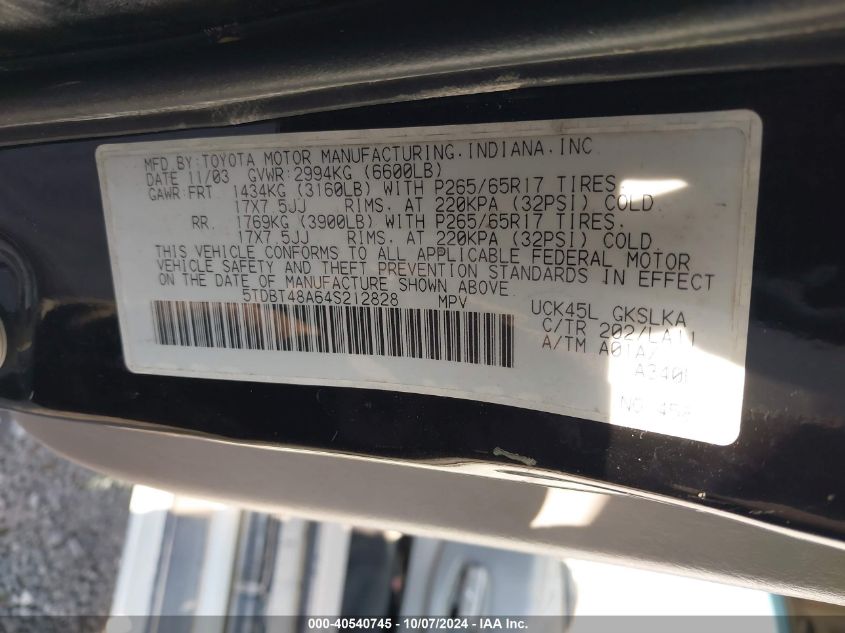 MFD BY:TOYOTA MOTOR MANUFACTURING.INDIANA.INC
DATE 11/03 GVWR:2994KG (6600LB)
GAWR:FRT 1434KG (3160LB) WITH P265/65R17 TIRES.
17X7.5JJ RIMS. AT 220KPA (32PSI) COLD
RR. 1769KG (3900LB) WITH P265/65R17 TIRES.
17X7.5JJ RIMS. AT 220KPA (32PSI) COLD
THIS VEHICLE CONFORMS TO ALL APPLICABLE FEDERAL MOTOR
VEHICLE SAFETY AND THEFT PREVENTION STANDARDS IN EFFECT
ON THE DATE OF MANUFACTURE SHOWN ABOVE.
5TDBT48A64S212828 MPV
UCK45L GKSLKA
C/TR 202/LA11
A/TM A01A/
A340
NO.458
000-40540745 - 10/07/2024 - IAA Inc.